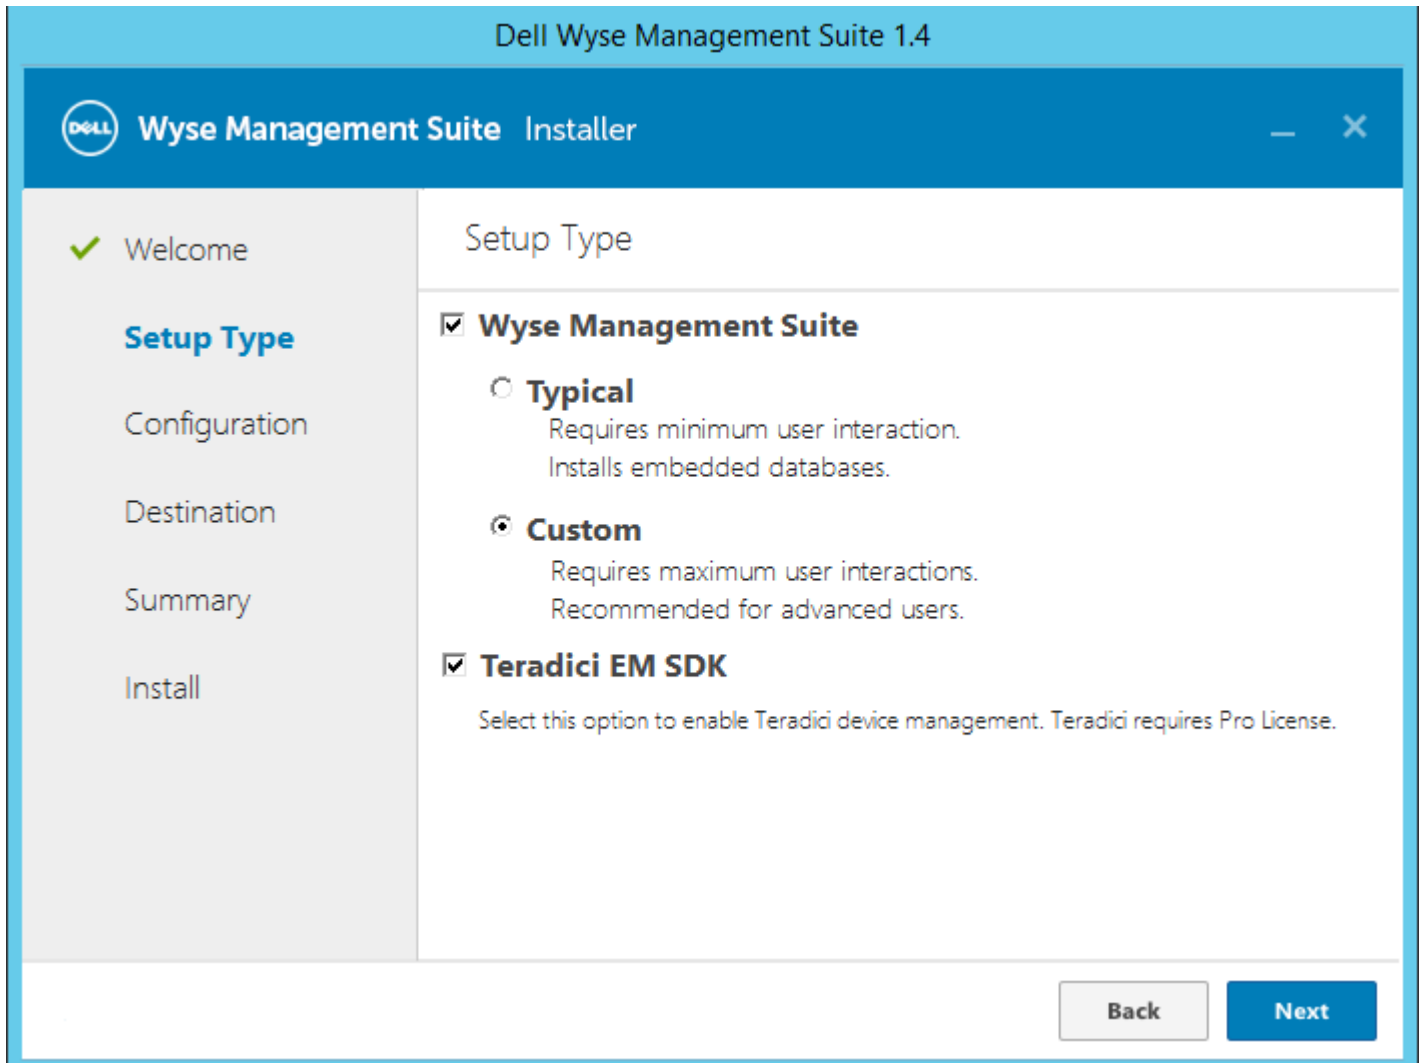 Dell Wyse Management Suite 1.4
DELL Wyse Management Suite Installer
Welcome
Setup Type
Configuration
Destination
Summary
Install
Setup Type
Wyse Management Suite
Typical
Requires minimum user interaction.
Installs embedded databases.
Custom
Requires maximum user interactions.
Recommended for advanced users.
Teradici EM SDK
Select this option to enable Teradici device management. Teradici requires Pro License.
Back Next